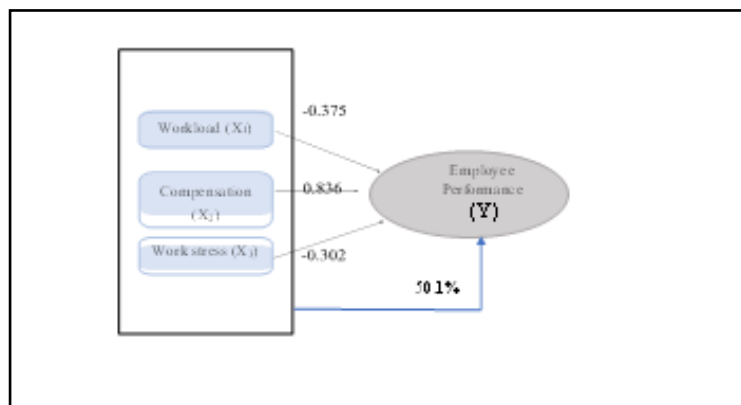 -0.375
Workload (X₁)
Employee
Performance
(Y)
Compensation
(X₂)
0.836
Work stress (X₃)
-0.302
50.1%